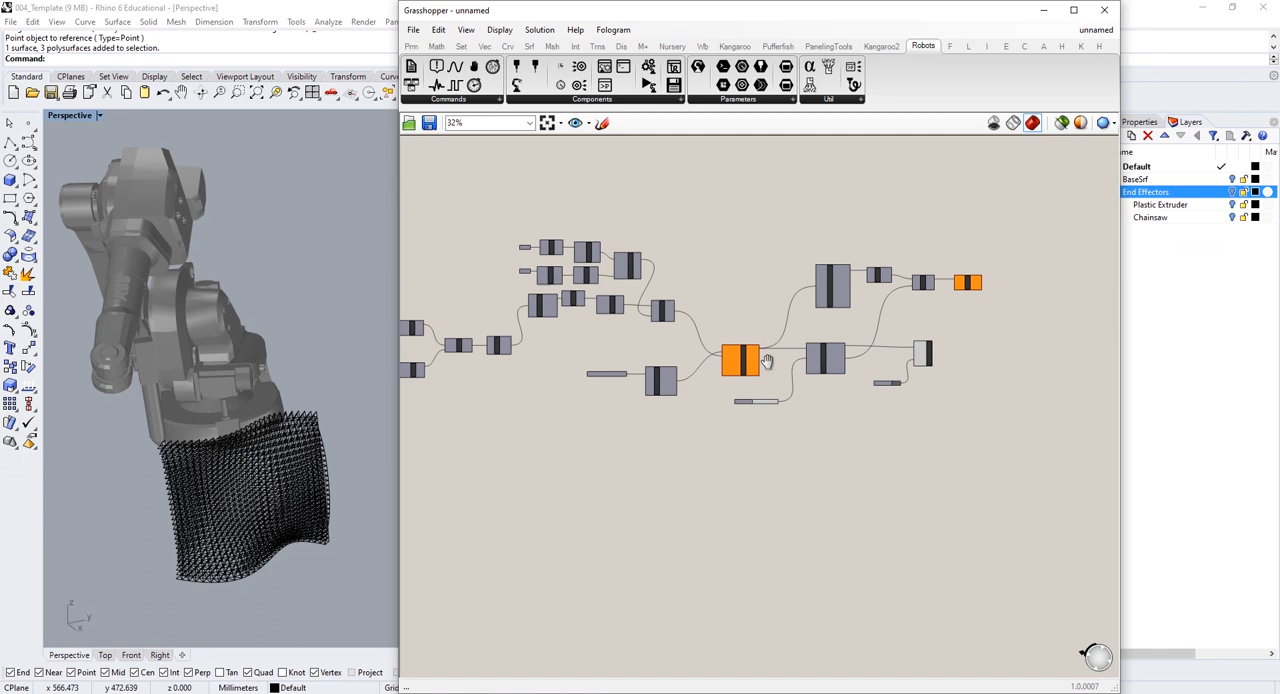 004_Template (9 MB) - Rhino 6 Educational - [Perspective]
File Edit View Curve Surface Solid Mesh Dimension Transform Tools Analyze Render Pan
Point object to reference ( Type=Point )
1 surface, 3 polysurfaces added to selection.
Command:
Standard CPlanes Set View Display Select Viewport Layout Visibility Transform
Perspective
Grasshopper - unnamed
File Edit View Display Solution Help Fologram unnamed
Prm Math Set Vec Crv Srf Msh Int Trns Dis M+ Nursery Wb Kangaroo Pufferfish PanelingTools Kangaroo2 Robots F L I E C A H K H
Commands Components Parameters Util
32%
Properties Layers
Default
BaseSrf
End Effectors
Plastic Extruder
Chainsaw
z
y
x
...
1.0.0007
Perspective Top Front Right
End Near Point Mid Cen Int Perp Tan Quad Knot Vertex Project
CPlane x 566.473 y 472.639 z 0.000 Millimeters Default